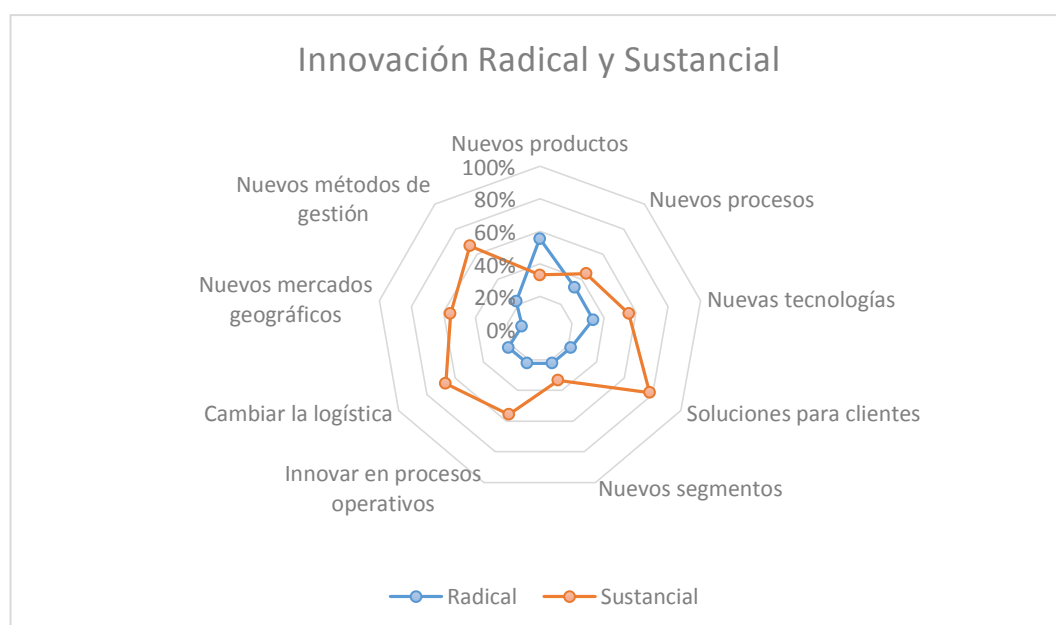 Innovación Radical y Sustancial
Nuevos productos
100%
80%
60%
40%
20%
0%
Nuevos procesos
Nuevas tecnologías
Soluciones para clientes
Nuevos segmentos
Innovar en procesos
operativos
Cambiar la logística
Nuevos mercados
geográficos
Nuevos métodos de
gestión
Radical
Sustancial